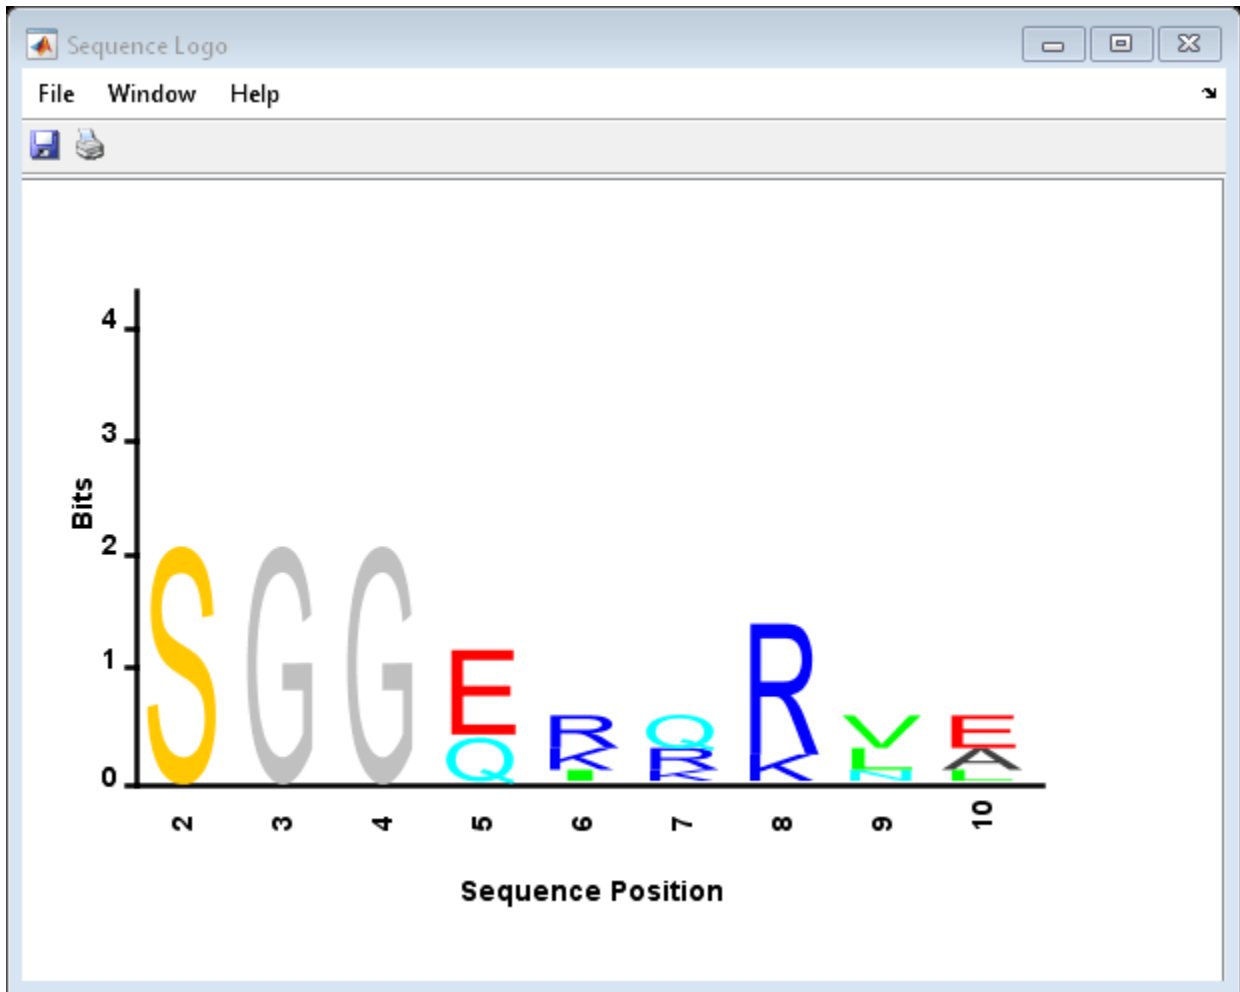 Sequence Logo
File Window Help
4
3
2
1
0
Bits
S G G E R Q R V E
Q K R K L A
K N L
2 3 4 5 6 7 8 9 10
Sequence Position